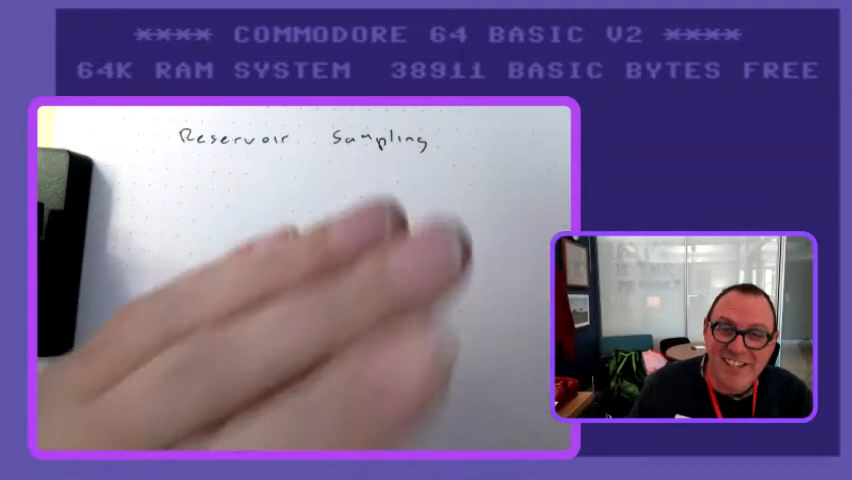 **** COMMODORE 64 BASIC V2 ****
64K RAM SYSTEM 38911 BASIC BYTES FREE
Reservoir Sampling